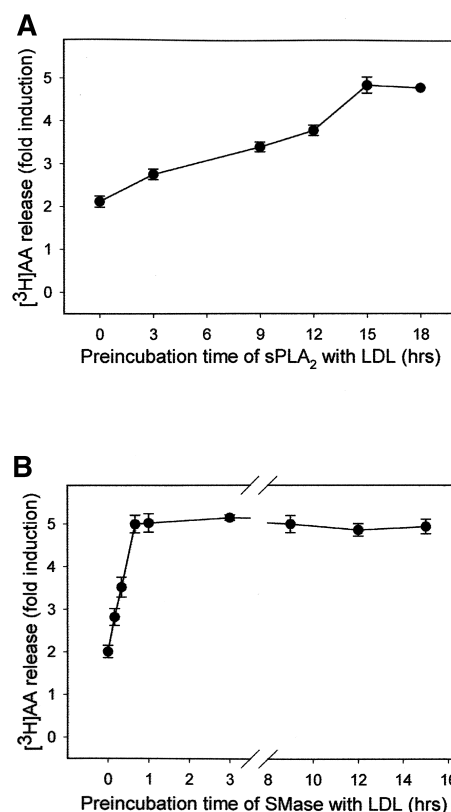 A
[³H]AA release (fold induction)
5
4
3
2
1
0
0 3 6 9 12 15 18
Preincubation time of sPLA₂ with LDL (hrs)
B
[³H]AA release (fold induction)
5
4
3
2
1
0
0 1 2 3 8 10 12 14 16
Preincubation time of SMase with LDL (hrs)